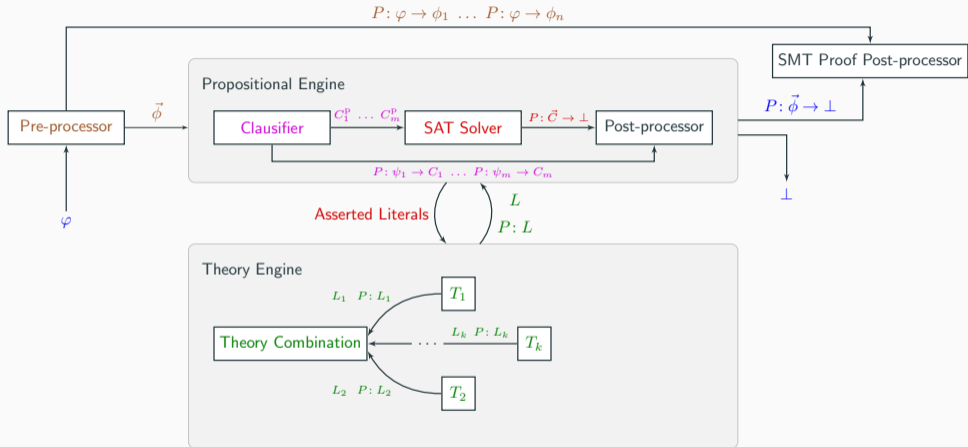 P: φ → ϕ₁ … P: φ → ϕₙ
SMT Proof Post-processor
Propositional Engine
P: ϕ⃗ → ⊥
Pre-processor
ϕ⃗
Clausifier
C₁ᵖ … Cₘᵖ
SAT Solver
P: C⃗ → ⊥
Post-processor
P: ψ₁ → C₁ … P: ψₘ → Cₘ
φ
⊥
Asserted Literals
L
P: L
Theory Engine
L₁ P: L₁
T₁
Theory Combination
…
Lₖ P: Lₖ
Tₖ
L₂ P: L₂
T₂